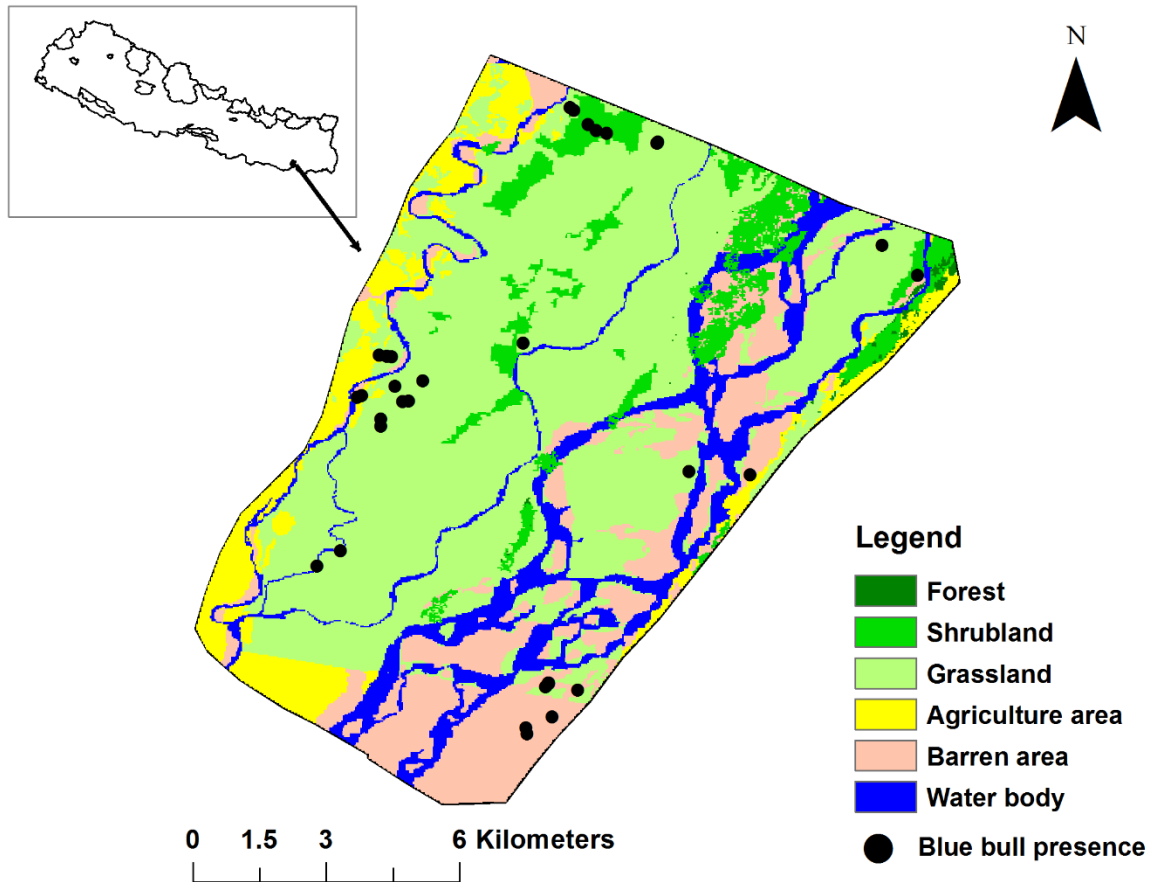 N
Legend
Forest
Shrubland
Grassland
Agriculture area
Barren area
Water body
Blue bull presence
0 1.5 3 6 Kilometers